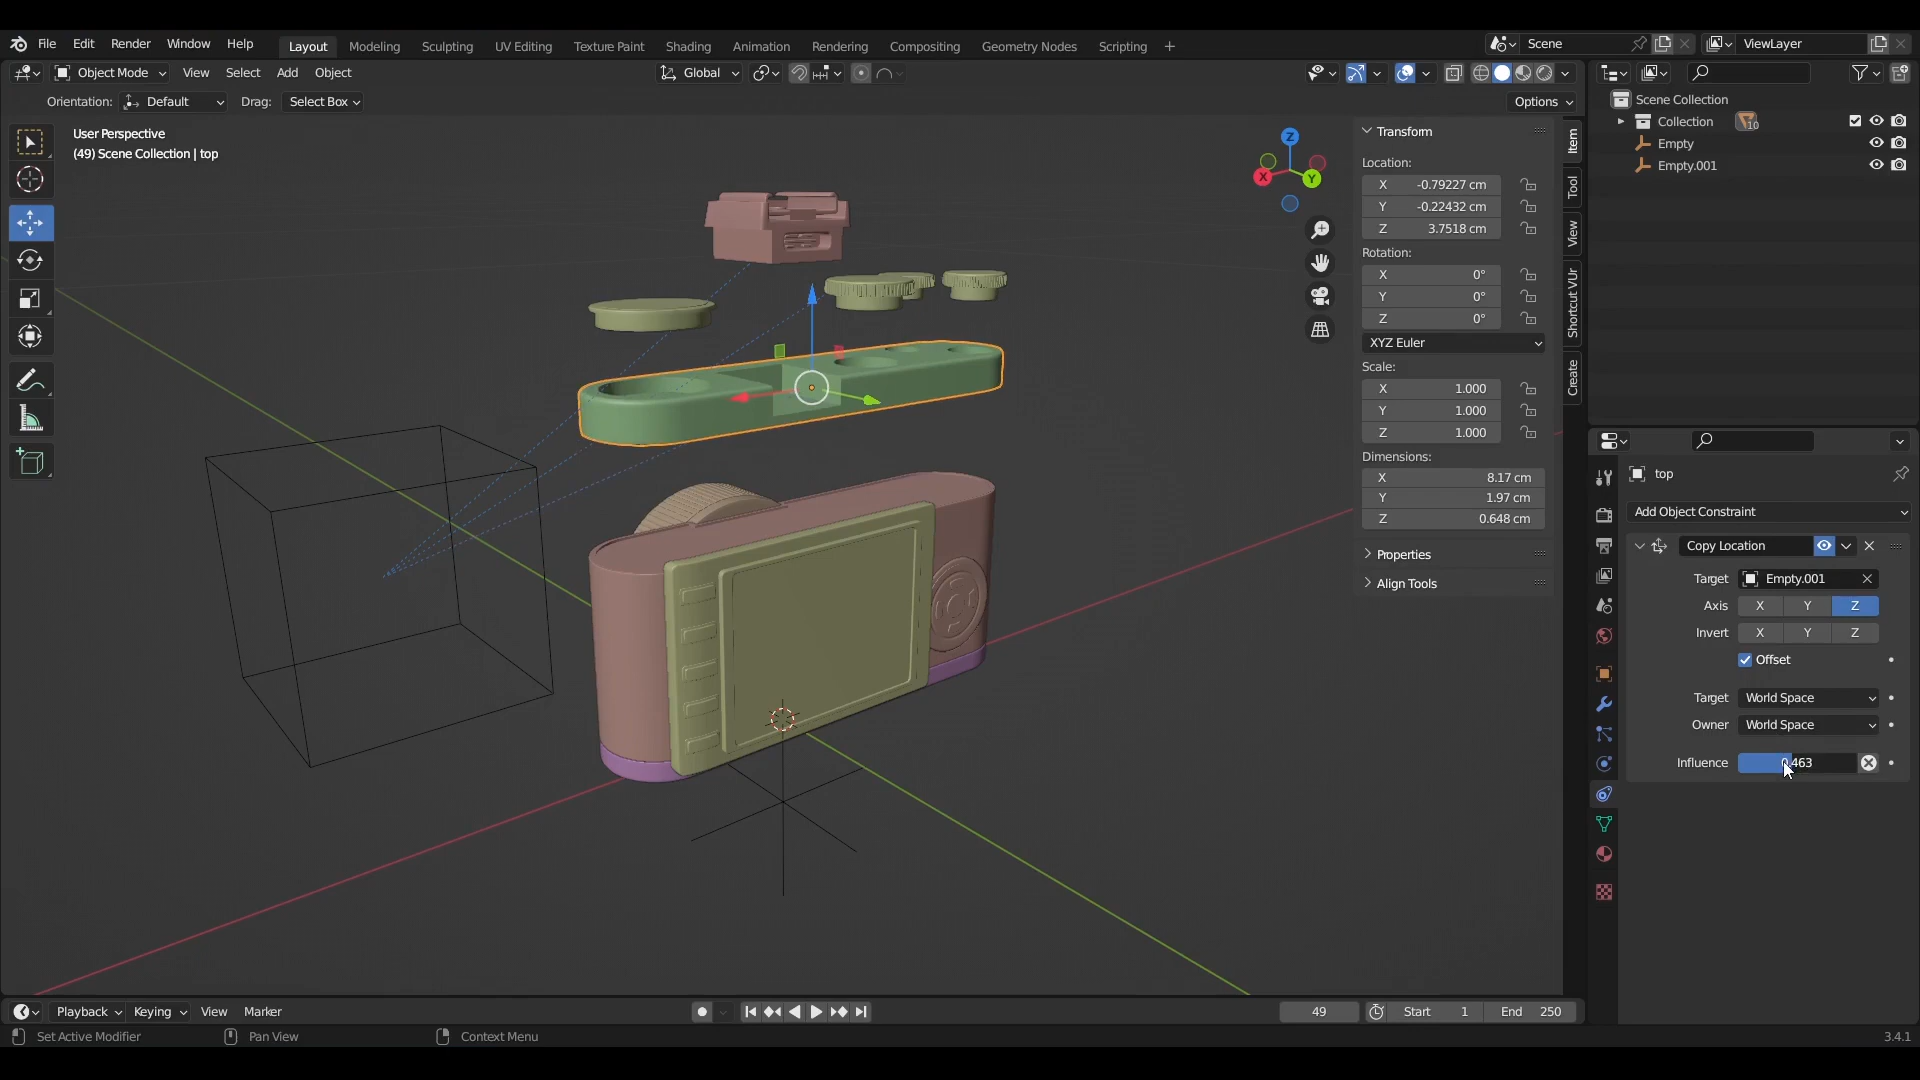 File Edit Render Window Help Layout Modeling Sculpting UV Editing Texture Paint Shading Animation Rendering Compositing Geometry Nodes Scripting + Scene ViewLayer
Object Mode View Select Add Object Global
Orientation: Default Drag: Select Box Options
User Perspective
(49) Scene Collection | top
X Y Z
Transform
Location:
X -0.79227 cm
Y -0.22432 cm
Z 3.7518 cm
Rotation:
X 0°
Y 0°
Z 0°
XYZ Euler
Scale:
X 1.000
Y 1.000
Z 1.000
Dimensions:
X 8.17 cm
Y 1.97 cm
Z 0.648 cm
Properties
Align Tools
Item
Tool
View
Shortcut VUr
Create
Scene Collection
Collection 10
Empty
Empty.001
top
Add Object Constraint
Copy Location
Target Empty.001
Axis X Y Z
Invert X Y Z
Offset
Target World Space
Owner World Space
Influence 0.463
Playback Keying View Marker 49 Start 1 End 250
Set Active Modifier Pan View Context Menu 3.4.1